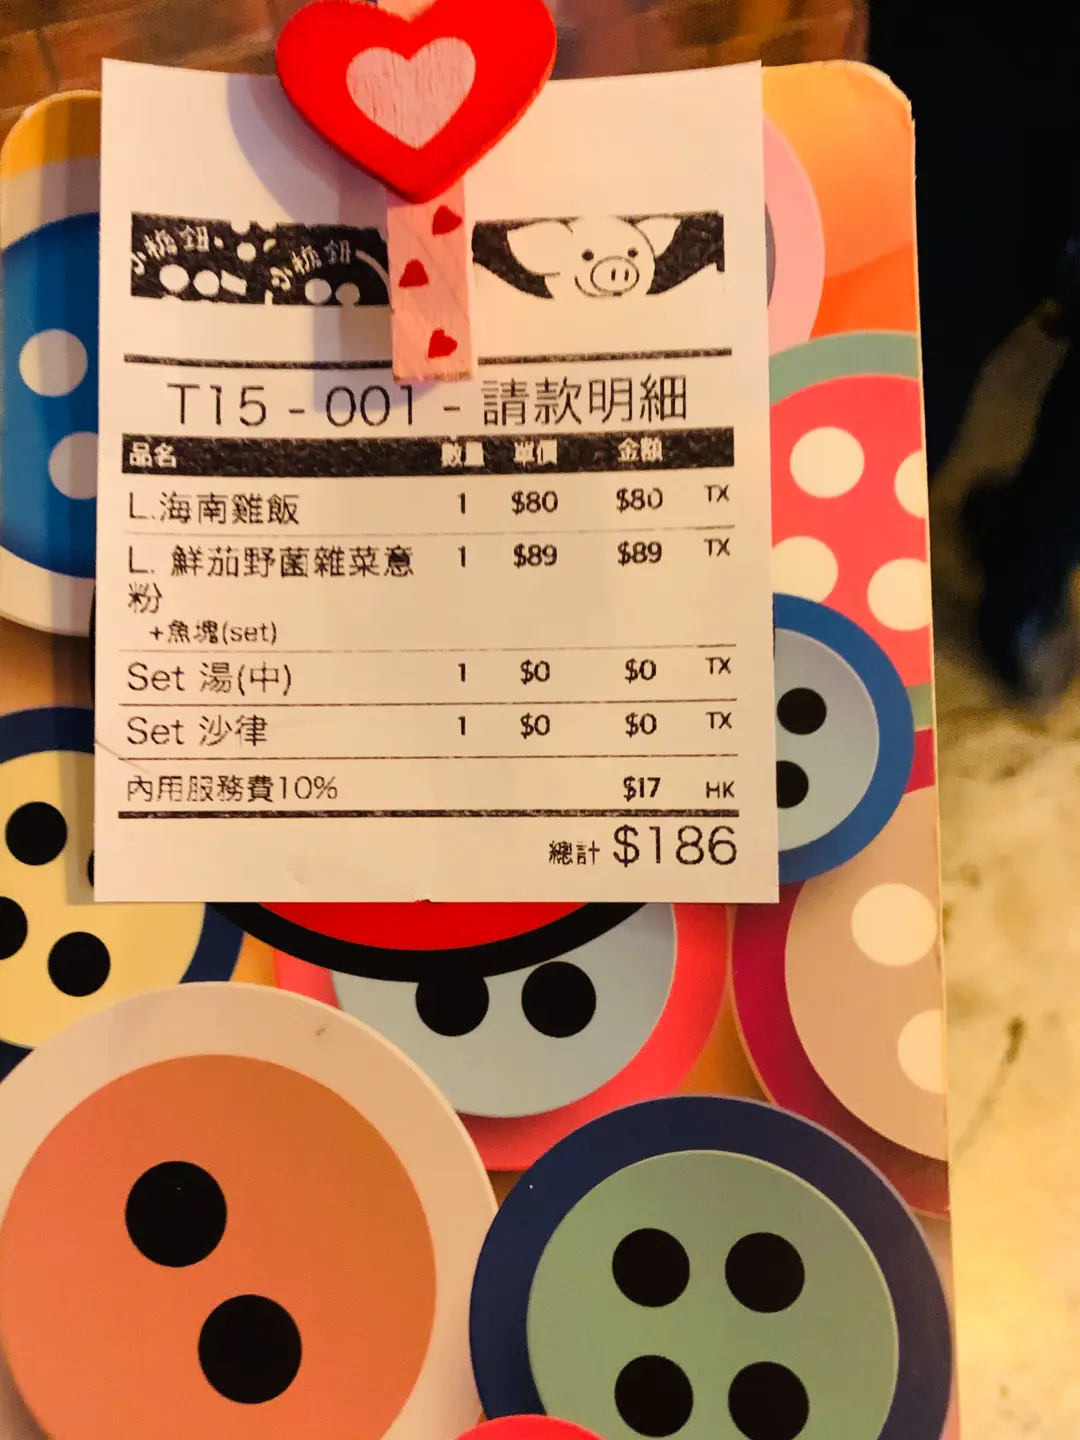 小糖鈕 小糖鈕
T15 - 001 - 請款明細
品名 數量 單價 金額
L.海南雞飯 1 $80 $80 TX
L. 鮮茄野菌雜菜意 1 $89 $89 TX
粉
+魚塊(set)
Set 湯(中) 1 $0 $0 TX
Set 沙律 1 $0 $0 TX
內用服務費10% $17 HK
總計 $186